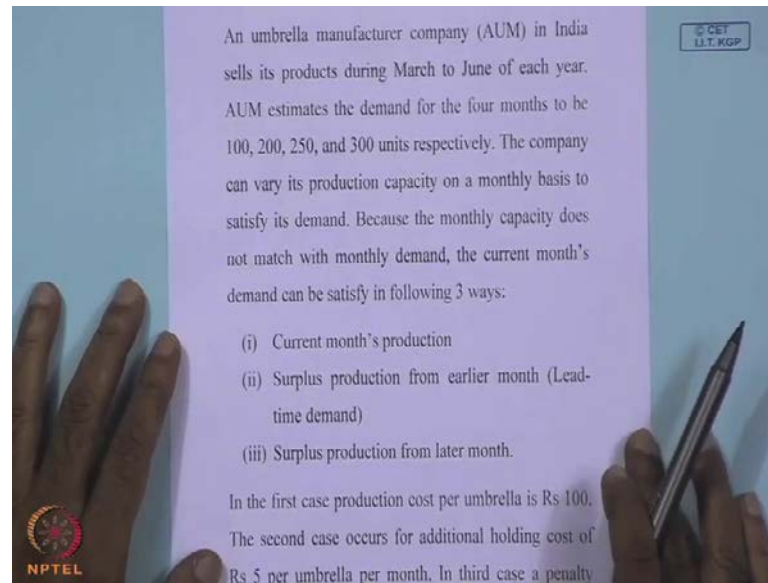 An umbrella manufacturer company (AUM) in India
sells its products during March to June of each year.
AUM estimates the demand for the four months to be
100, 200, 250, and 300 units respectively. The company
can vary its production capacity on a monthly basis to
satisfy its demand. Because the monthly capacity does
not match with monthly demand, the current month's
demand can be satisfy in following 3 ways:
(i) Current month's production
(ii) Surplus production from earlier month (Lead-
time demand)
(iii) Surplus production from later month.
In the first case production cost per umbrella is Rs 100.
The second case occurs for additional holding cost of
Rs 5 per umbrella per month. In third case a penalty
© CET
I.I.T. KGP
NPTEL